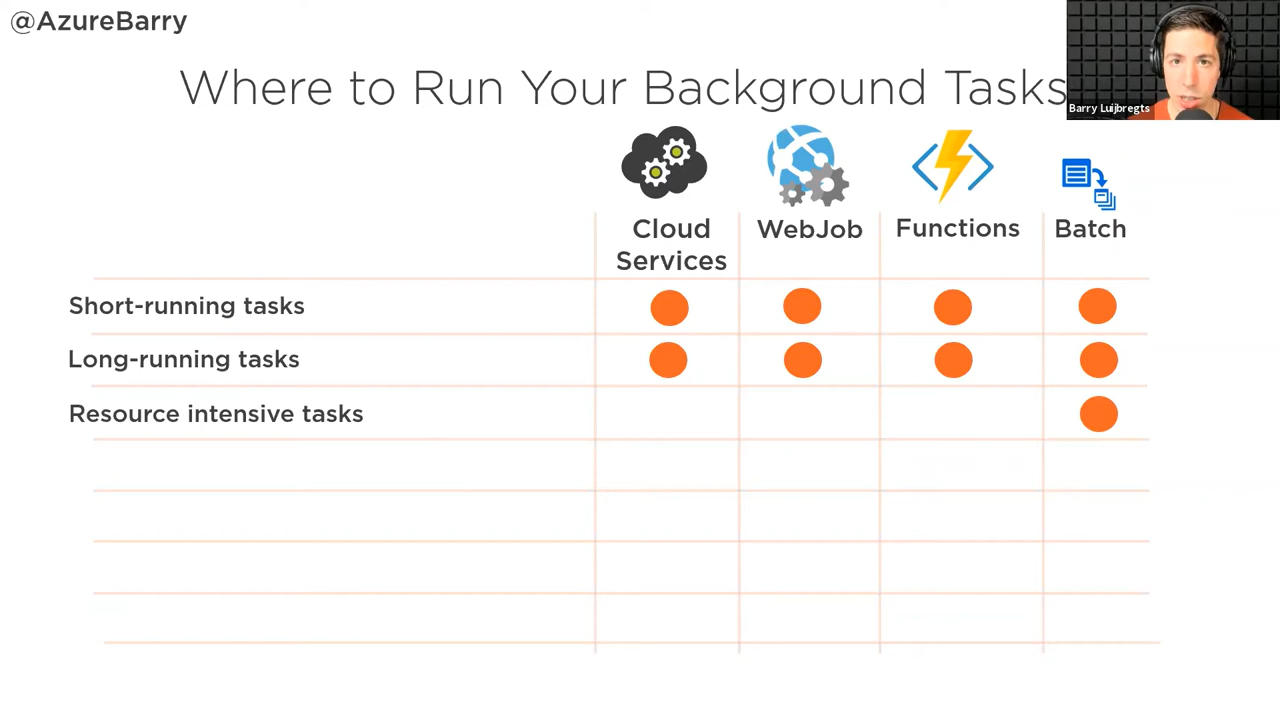 @AzureBarry
Where to Run Your Background Tasks
Barry Luijbregts
Cloud
Services
WebJob
Functions
Batch
Short-running tasks
Long-running tasks
Resource intensive tasks